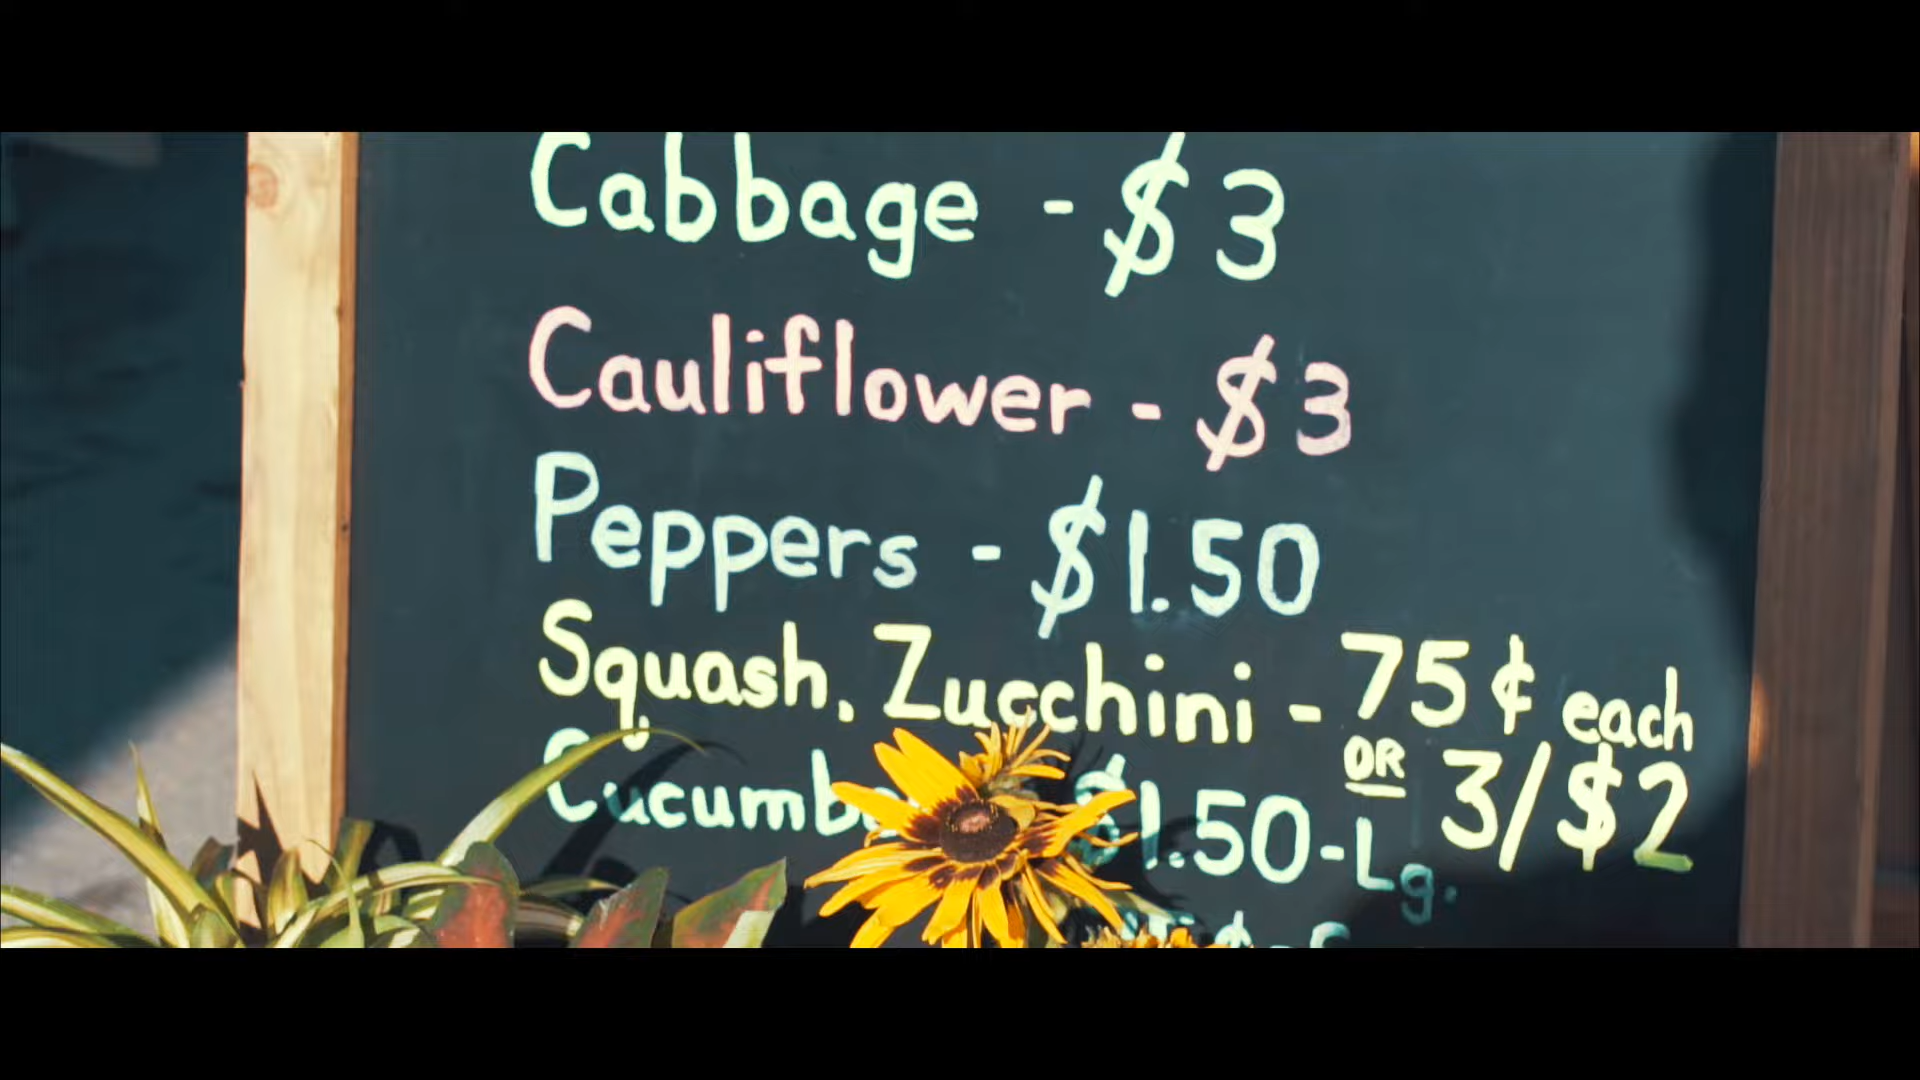 Cabbage - $3
Cauliflower - $3
Peppers - $1.50
Squash, Zucchini - 75¢ each
OR 3/$2
$1.50-Lg.